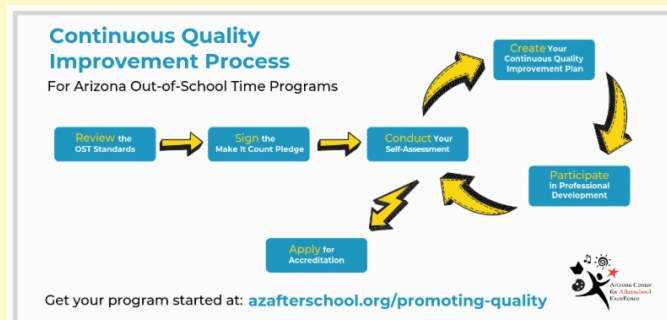 Continuous Quality
Improvement Process
For Arizona Out-of-School Time Programs
Review the
OST Standards
Sign the
Make It Count Pledge
Conduct Your
Self-Assessment
Create Your
Continuous Quality
Improvement Plan
Participate
in Professional
Development
Apply for
Accreditation
Get your program started at: azafterschool.org/promoting-quality
Arizona Center
for Afterschool
Excellence